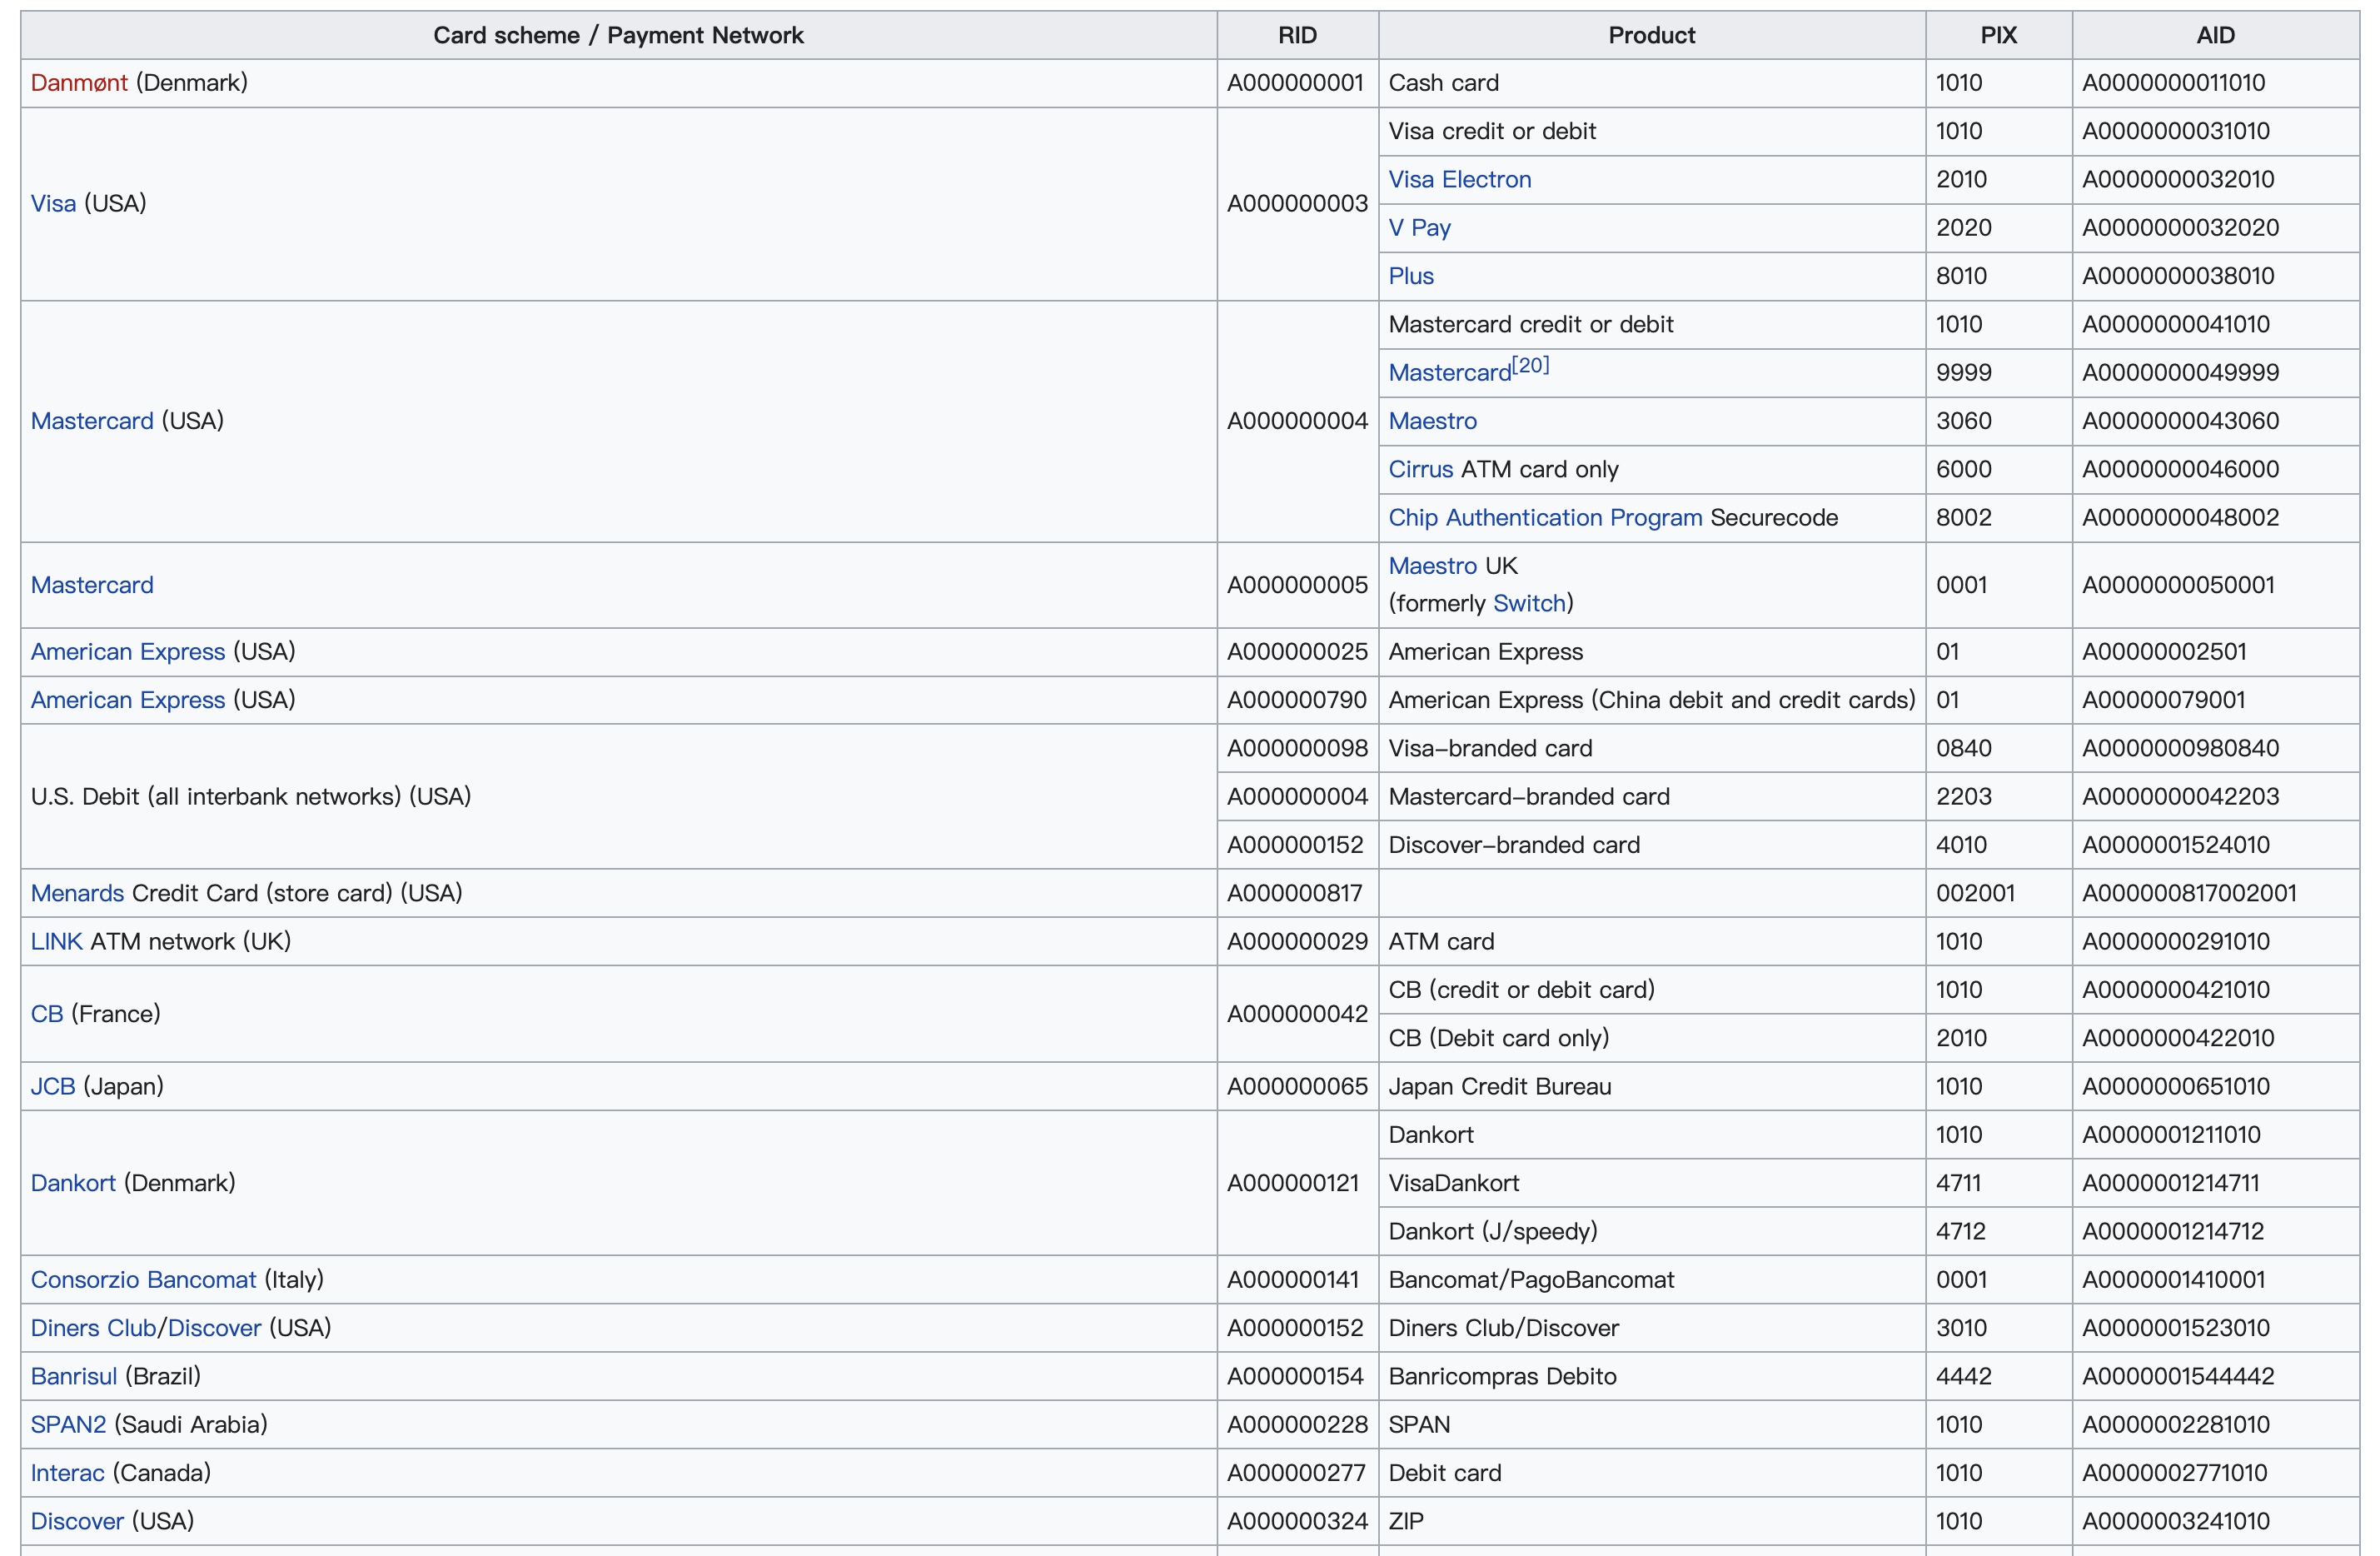 Card scheme / Payment Network RID Product PIX AID
Danmønt (Denmark) A000000001 Cash card 1010 A0000000011010
Visa (USA) A000000003 Visa credit or debit 1010 A0000000031010
Visa Electron 2010 A0000000032010
V Pay 2020 A0000000032020
Plus 8010 A0000000038010
Mastercard (USA) A000000004 Mastercard credit or debit 1010 A0000000041010
Mastercard[20] 9999 A0000000049999
Maestro 3060 A0000000043060
Cirrus ATM card only 6000 A0000000046000
Chip Authentication Program Securecode 8002 A0000000048002
Mastercard A000000005 Maestro UK 0001 A0000000050001
(formerly Switch)
American Express (USA) A000000025 American Express 01 A00000002501
American Express (USA) A000000790 American Express (China debit and credit cards) 01 A00000079001
U.S. Debit (all interbank networks) (USA) A000000098 Visa-branded card 0840 A0000000980840
A000000004 Mastercard-branded card 2203 A0000000042203
A000000152 Discover-branded card 4010 A0000001524010
Menards Credit Card (store card) (USA) A000000817 002001 A000000817002001
LINK ATM network (UK) A000000029 ATM card 1010 A0000000291010
CB (France) A000000042 CB (credit or debit card) 1010 A0000000421010
CB (Debit card only) 2010 A0000000422010
JCB (Japan) A000000065 Japan Credit Bureau 1010 A0000000651010
Dankort (Denmark) A000000121 Dankort 1010 A0000001211010
VisaDankort 4711 A0000001214711
Dankort (J/speedy) 4712 A0000001214712
Consorzio Bancomat (Italy) A000000141 Bancomat/PagoBancomat 0001 A0000001410001
Diners Club/Discover (USA) A000000152 Diners Club/Discover 3010 A0000001523010
Banrisul (Brazil) A000000154 Banricompras Debito 4442 A0000001544442
SPAN2 (Saudi Arabia) A000000228 SPAN 1010 A0000002281010
Interac (Canada) A000000277 Debit card 1010 A0000002771010
Discover (USA) A000000324 ZIP 1010 A0000003241010